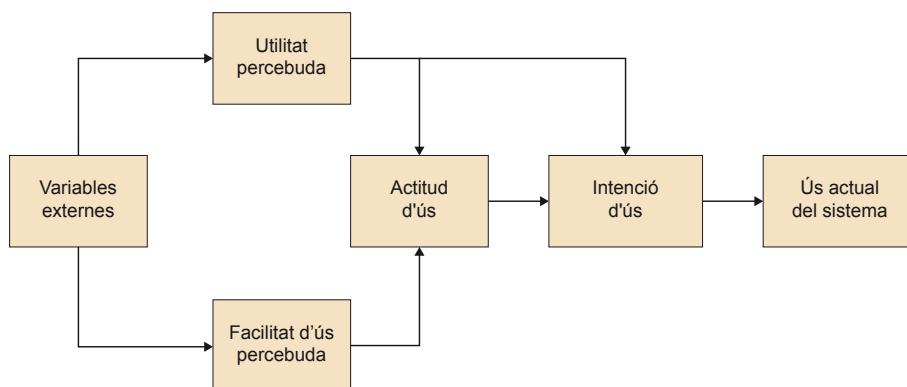 Utilitat
percebuda
Variables
externes
Actitud
d'ús
Intenció
d'ús
Ús actual
del sistema
Facilitat d’ús
percebuda